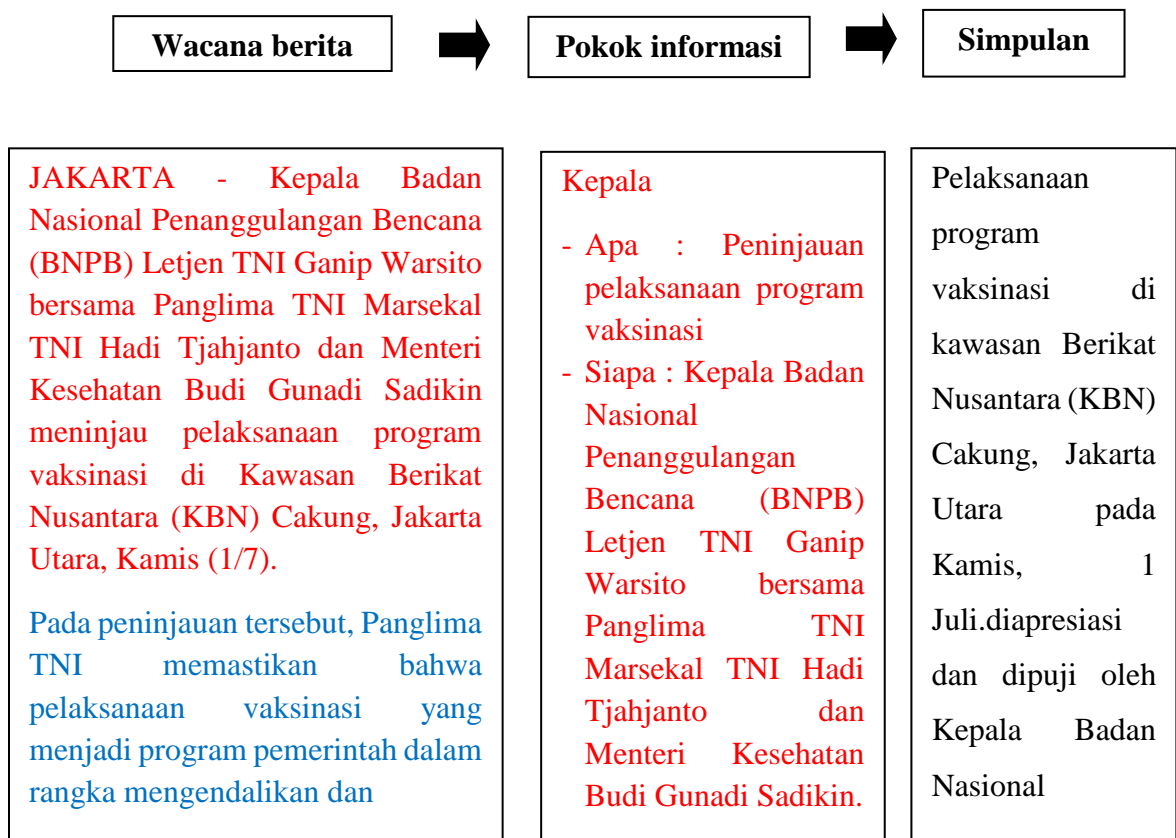 Wacana berita
Pokok informasi
Simpulan
JAKARTA - Kepala Badan
Nasional Penanggulangan Bencana
(BNPB) Letjen TNI Ganip Warsito
bersama Panglima TNI Marsekal
TNI Hadi Tjahjanto dan Menteri
Kesehatan Budi Gunadi Sadikin
meninjau pelaksanaan program
vaksinasi di Kawasan Berikat
Nusantara (KBN) Cakung, Jakarta
Utara, Kamis (1/7).
Pada peninjauan tersebut, Panglima
TNI memastikan bahwa
pelaksanaan vaksinasi yang
menjadi program pemerintah dalam
rangka mengendalikan dan
Kepala
- Apa : Peninjauan
pelaksanaan program
vaksinasi
- Siapa : Kepala Badan
Nasional
Penanggulangan
Bencana (BNPB)
Letjen TNI Ganip
Warsito bersama
Panglima TNI
Marsekal TNI Hadi
Tjahjanto dan
Menteri Kesehatan
Budi Gunadi Sadikin.
Pelaksanaan
program
vaksinasi di
kawasan Berikat
Nusantara (KBN)
Cakung, Jakarta
Utara pada
Kamis, 1
Juli.diapresiasi
dan dipuji oleh
Kepala Badan
Nasional